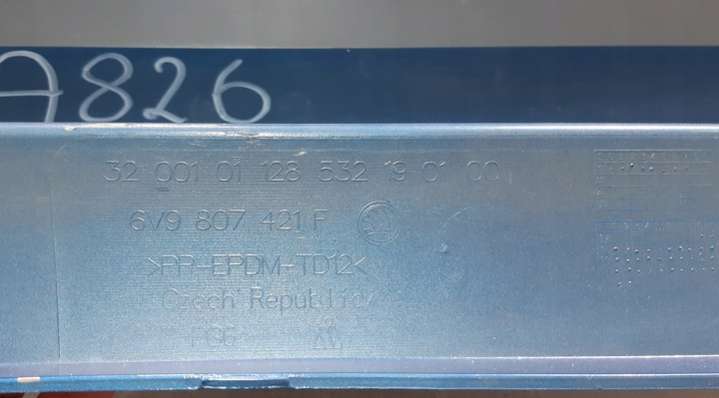 A826
32 001 01 128 532 19 01 00
6V9 807 421 F
>PP-EPDM-TD12<
Czech Republic